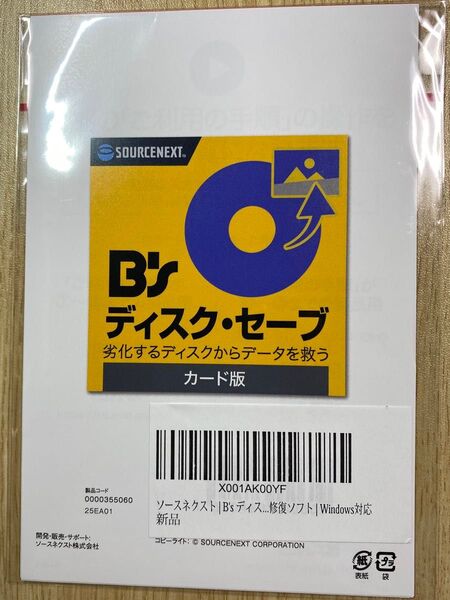 SOURCENEXT
B's
ディスク・セーブ
劣化するディスクからデータを救う
カード版
X001AK00YF
ソースネクスト | B's ディス...修復ソフト | Windows対応
新品
製品コード
0000355060
25EA01
開発・販売・サポート:
ソースネクスト株式会社
コピーライト: © SOURCENEXT CORPORATION
紙
表紙
プラ
袋